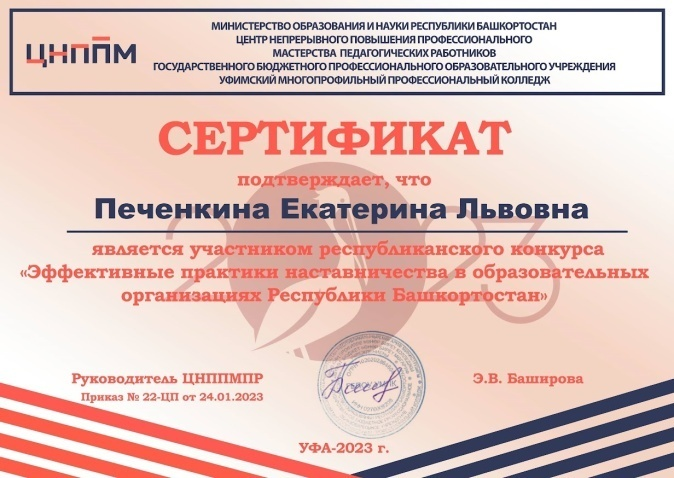 ЦНППМ
МИНИСТЕРСТВО ОБРАЗОВАНИЯ И НАУКИ РЕСПУБЛИКИ БАШКОРТОСТАН
ЦЕНТР НЕПРЕРЫВНОГО ПОВЫШЕНИЯ ПРОФЕССИОНАЛЬНОГО
МАСТЕРСТВА ПЕДАГОГИЧЕСКИХ РАБОТНИКОВ
ГОСУДАРСТВЕННОГО БЮДЖЕТНОГО ПРОФЕССИОНАЛЬНОГО ОБРАЗОВАТЕЛЬНОГО УЧРЕЖДЕНИЯ
УФИМСКИЙ МНОГОПРОФИЛЬНЫЙ ПРОФЕССИОНАЛЬНЫЙ КОЛЛЕДЖ
СЕРТИФИКАТ
подтверждает, что
Печенкина Екатерина Львовна
является участником республиканского конкурса
«Эффективные практики наставничества в образовательных
организациях Республики Башкортостан»
Руководитель ЦНППМПР
Э.В. Баширова
Приказ № 22-ЦП от 24.01.2023
УФА-2023 г.